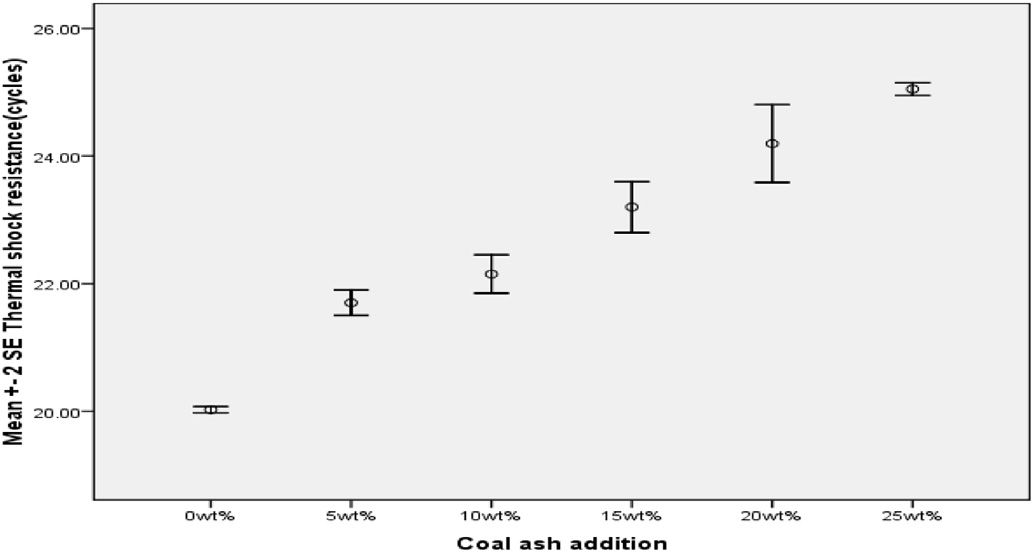 Mean +-2 SE Thermal shock resistance(cycles)
26.00
24.00
22.00
20.00
0wt% 5wt% 10wt% 15wt% 20wt% 25wt%
Coal ash addition